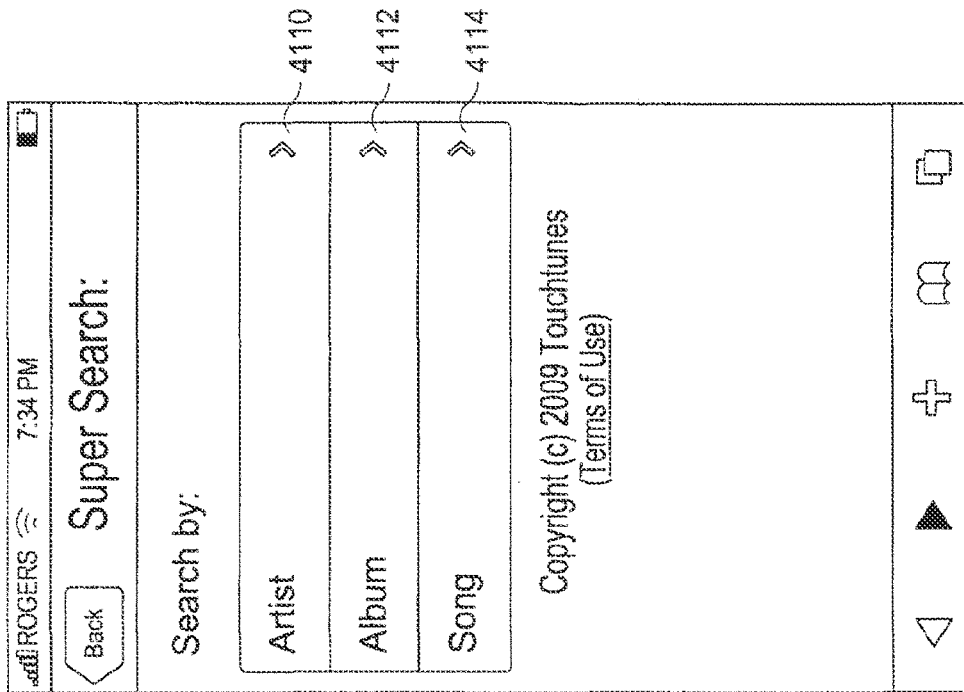 ROGERS 7:34 PM
Back Super Search:
Search by:
Artist 4110
Album 4112
Song 4114
Copyright (c) 2009 Touchtunes
(Terms of Use)